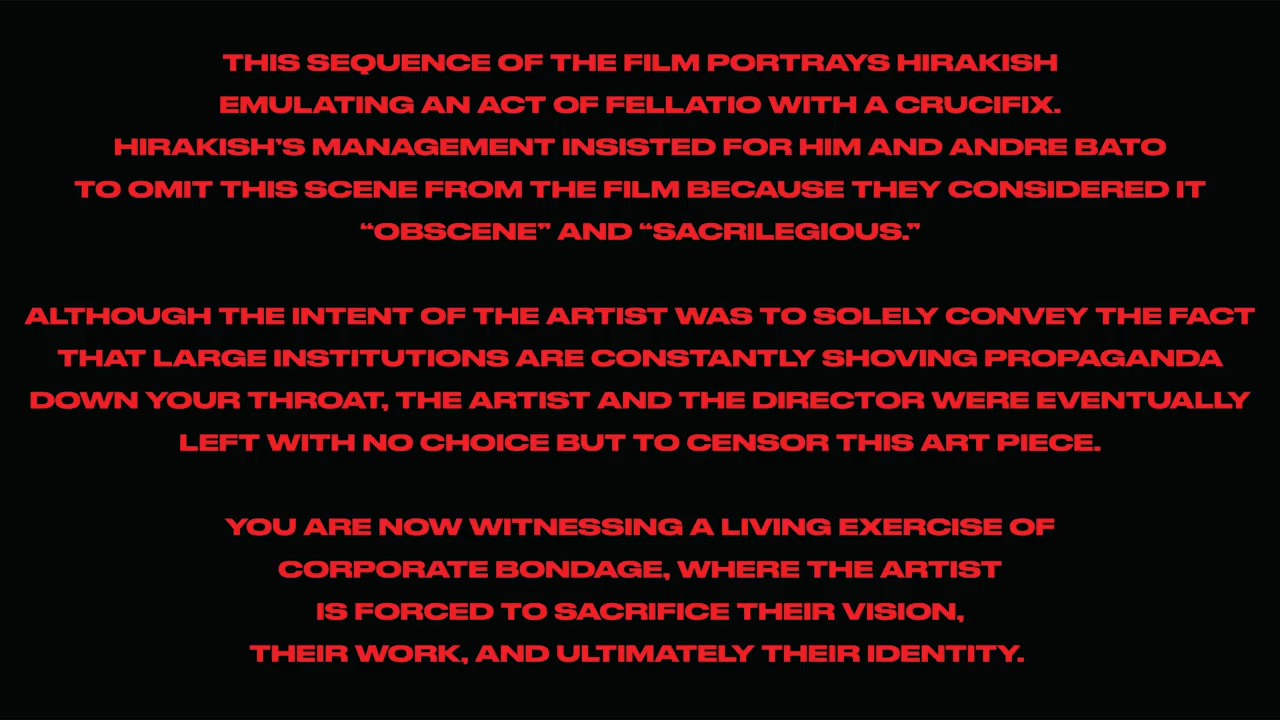 THIS SEQUENCE OF THE FILM PORTRAYS HIRAKISH
EMULATING AN ACT OF FELLATIO WITH A CRUCIFIX.
HIRAKISH'S MANAGEMENT INSISTED FOR HIM AND ANDRE BATO
TO OMIT THIS SCENE FROM THE FILM BECAUSE THEY CONSIDERED IT
“OBSCENE” AND “SACRILEGIOUS.”
ALTHOUGH THE INTENT OF THE ARTIST WAS TO SOLELY CONVEY THE FACT
THAT LARGE INSTITUTIONS ARE CONSTANTLY SHOVING PROPAGANDA
DOWN YOUR THROAT, THE ARTIST AND THE DIRECTOR WERE EVENTUALLY
LEFT WITH NO CHOICE BUT TO CENSOR THIS ART PIECE.
YOU ARE NOW WITNESSING A LIVING EXERCISE OF
CORPORATE BONDAGE, WHERE THE ARTIST
IS FORCED TO SACRIFICE THEIR VISION,
THEIR WORK, AND ULTIMATELY THEIR IDENTITY.